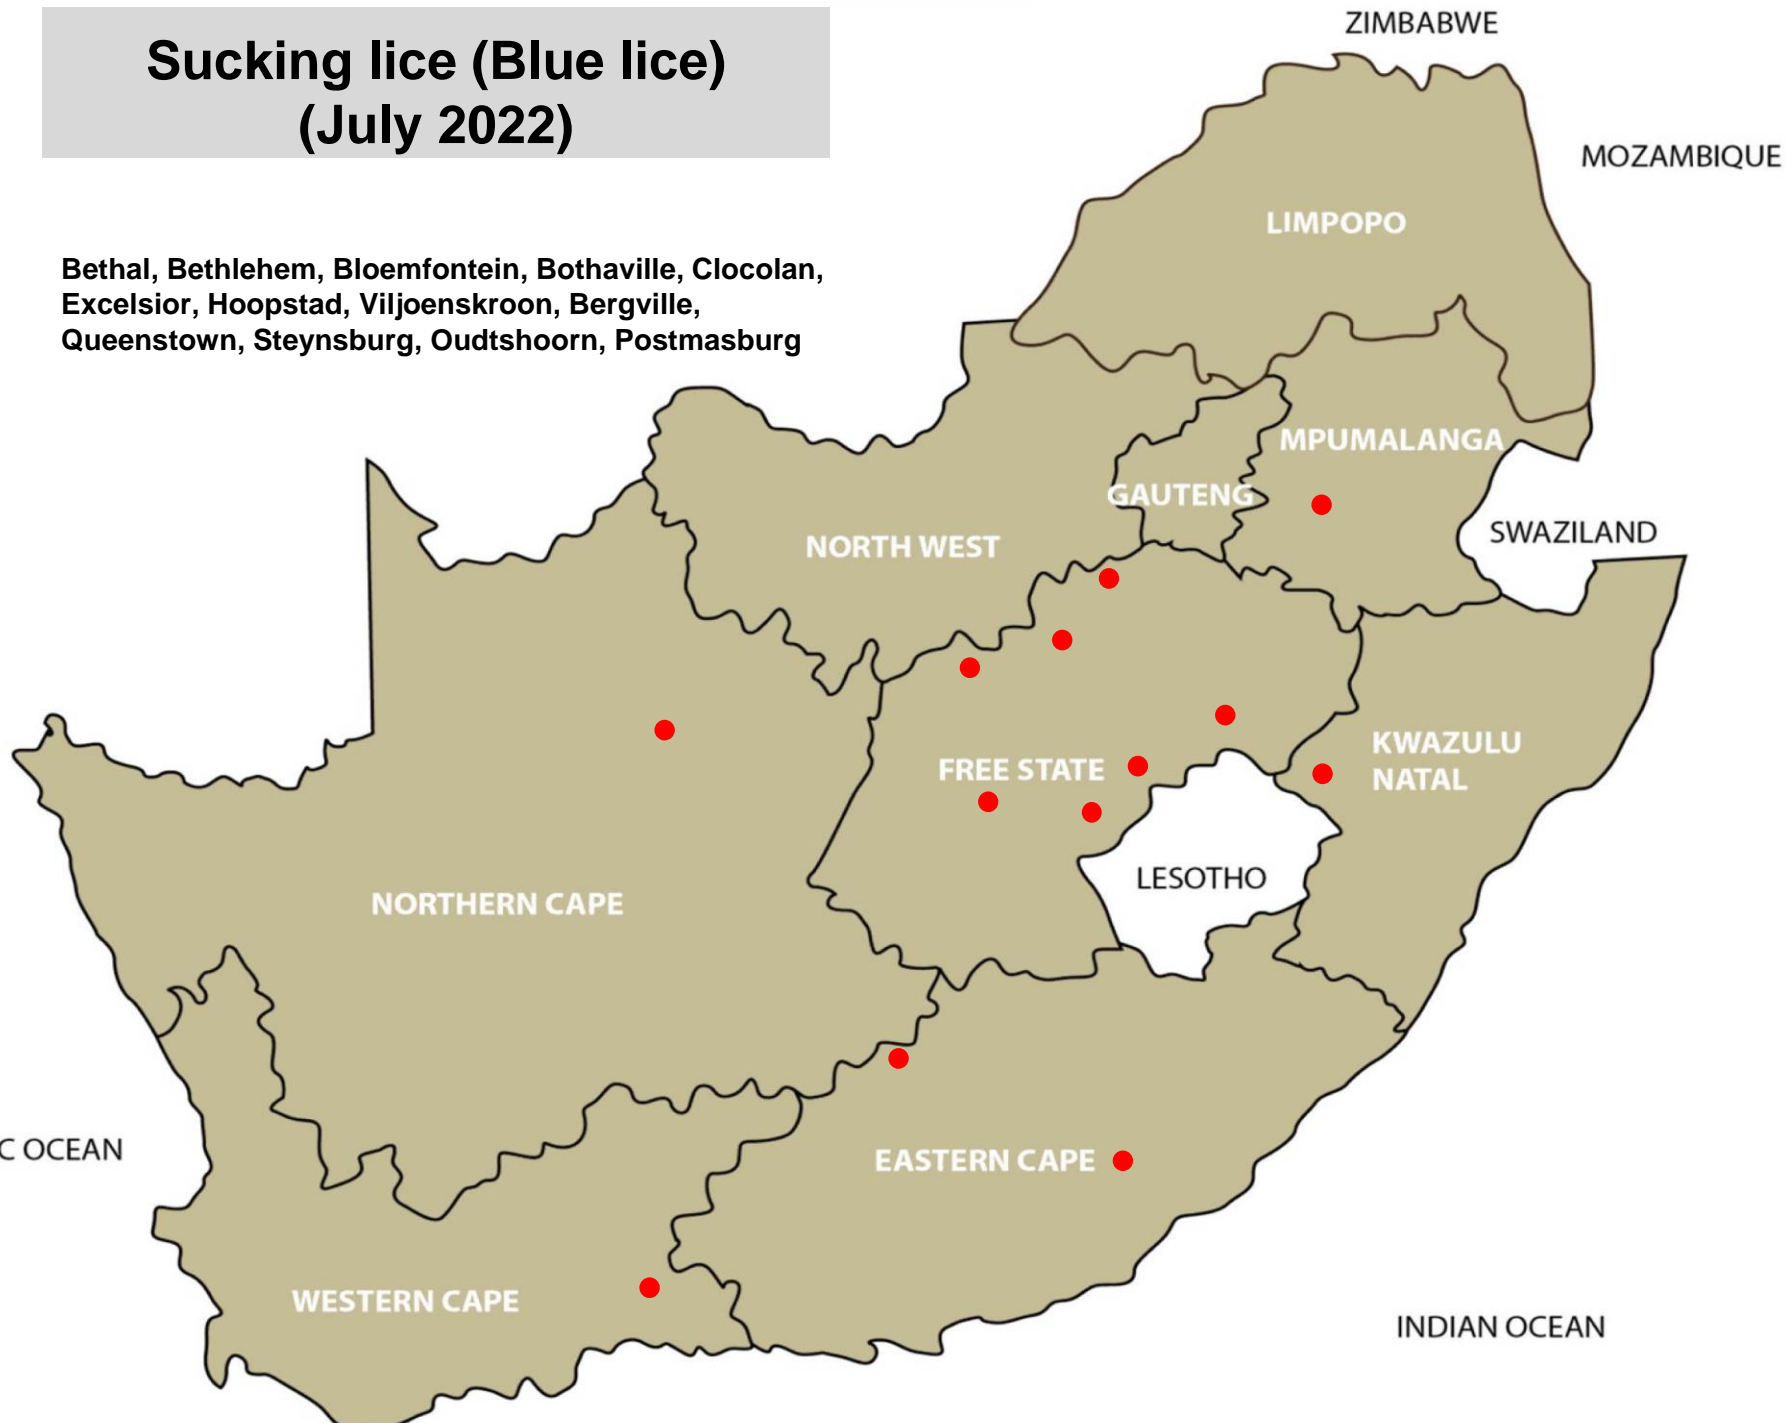 Sucking lice (Blue lice)
(July 2022)
Bethal, Bethlehem, Bloemfontein, Bothaville, Clocolan,
Excelsior, Hoopstad, Viljoenskroon, Bergville,
Queenstown, Steynsburg, Oudtshoorn, Postmasburg
ZIMBABWE
MOZAMBIQUE
LIMPOPO
MPUMALANGA
GAUTENG
SWAZILAND
NORTH WEST
KWAZULU
NATAL
FREE STATE
LESOTHO
NORTHERN CAPE
C OCEAN
EASTERN CAPE
WESTERN CAPE
INDIAN OCEAN